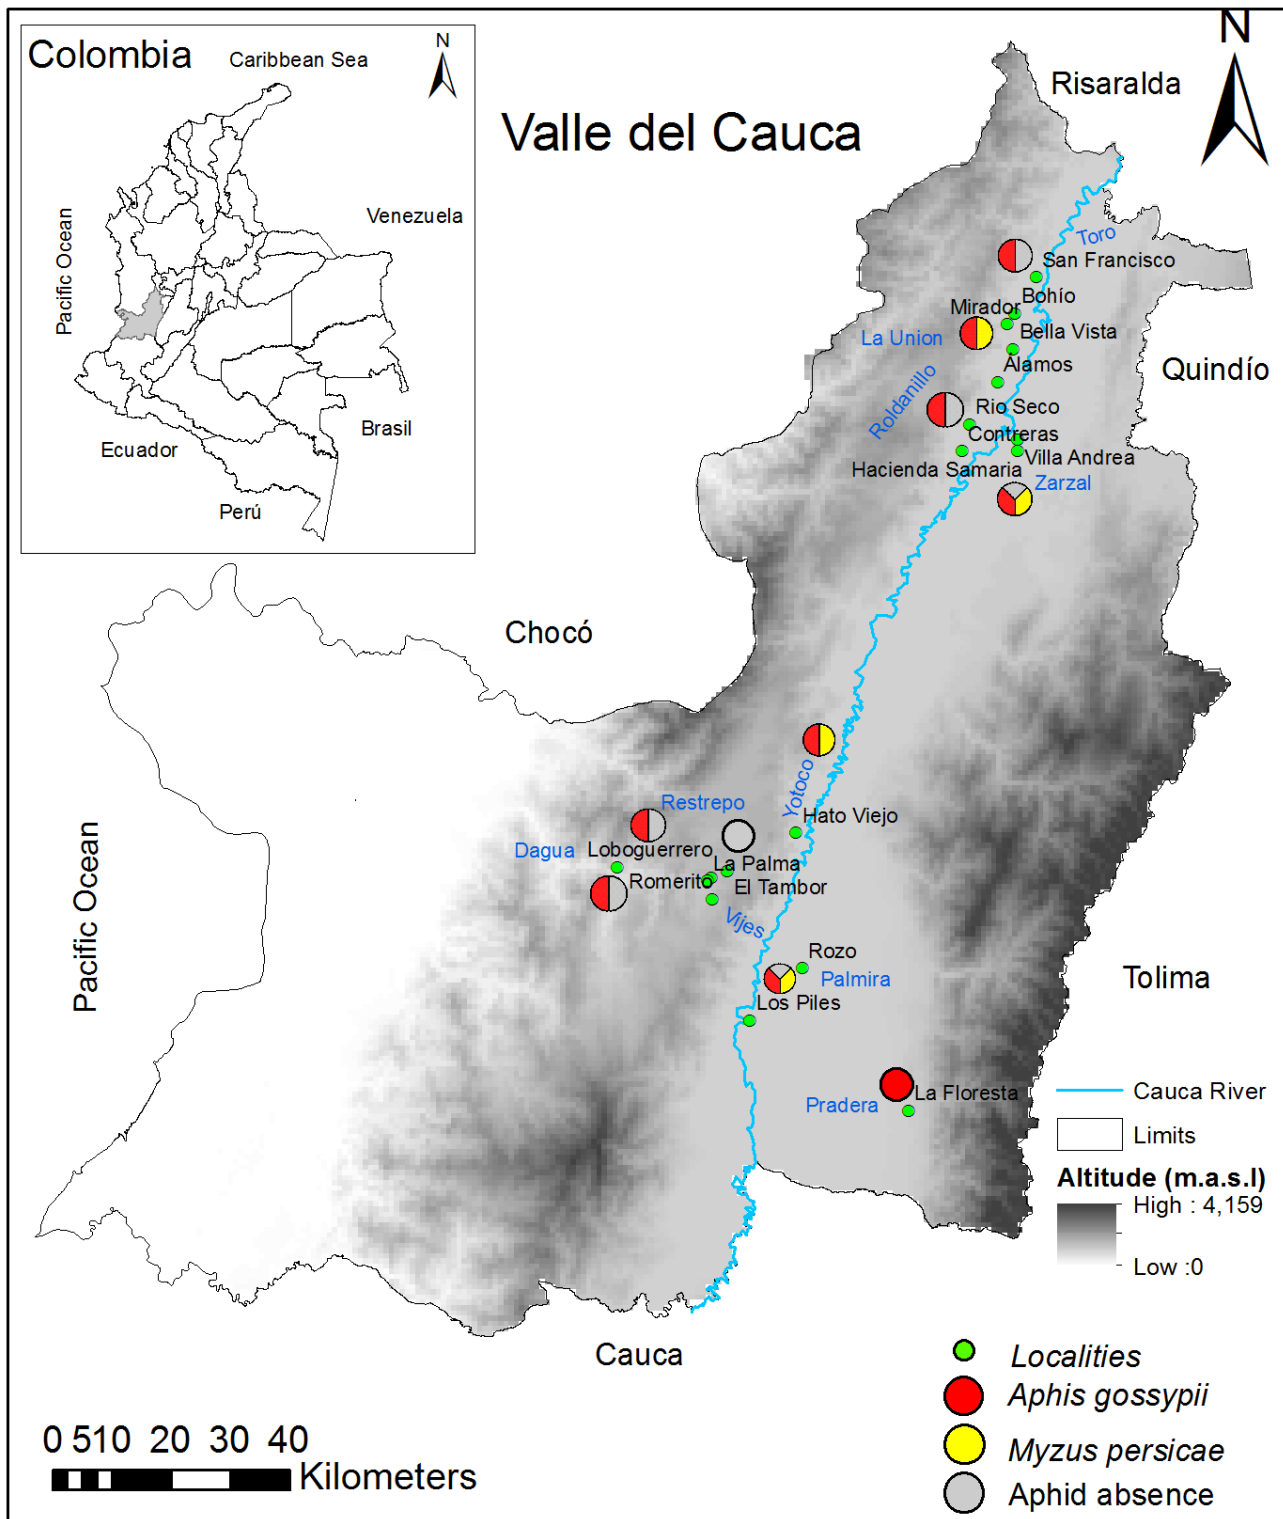 Colombia
Caribbean Sea
N
Pacific Ocean
Venezuela
Brasil
Ecuador
Perú
Valle del Cauca
N
Risaralda
Toro
San Francisco
Bohío
Mirador
Bella Vista
La Union
Álamos
Quindío
Roldanillo
Rio Seco
Contreras
Villa Andrea
Hacienda Samaria
Zarzal
Chocó
Yotoco
Restrepo
Hato Viejo
Dagua
Loboguerrero
La Palma
Romerito
El Tambor
Vijes
Pacific Ocean
Rozo
Palmira
Tolima
Los Piles
La Floresta
Pradera
Cauca River
Limits
Altitude (m.a.s.l)
High : 4,159
Low :0
Cauca
Localities
Aphis gossypii
Myzus persicae
Aphid absence
0 510 20 30 40
Kilometers